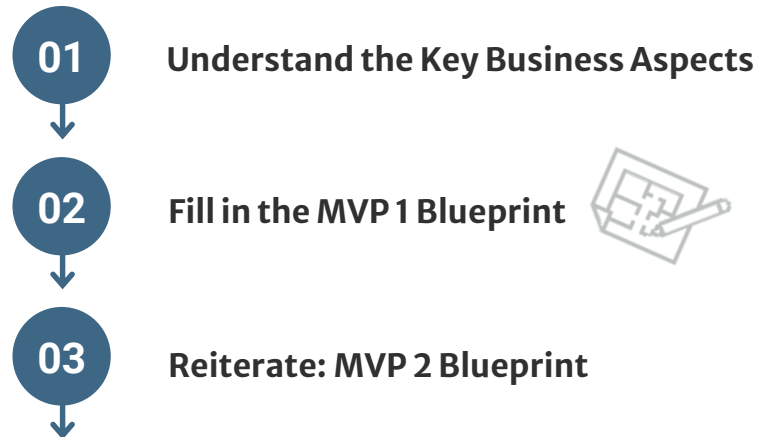 01
Understand the Key Business Aspects
02
Fill in the MVP 1 Blueprint
03
Reiterate: MVP 2 Blueprint